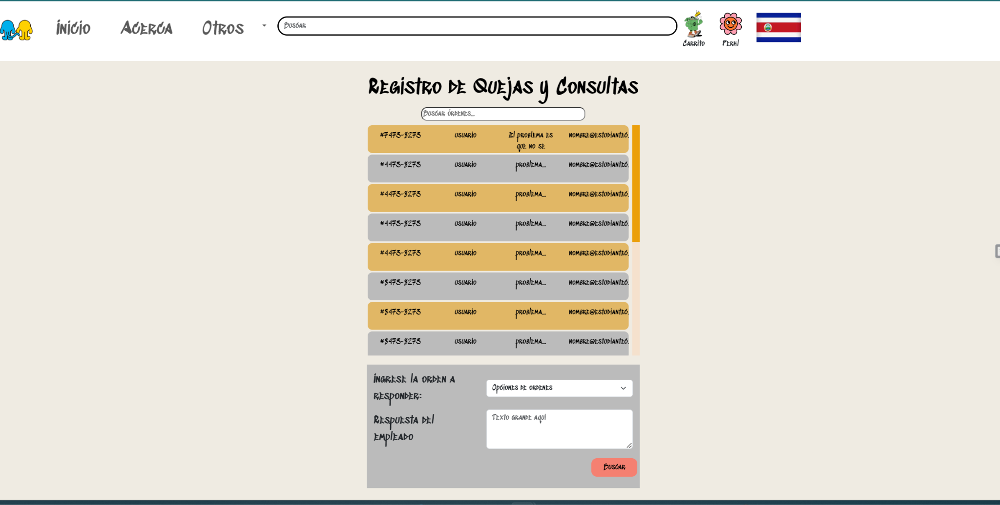 Inicio Acerca Otros Buscar
Carrito Perfil
Registro de Quejas y Consultas
Buscar órdenes...
#7473-8273 usuario El problema es nombre@estudiantec.
que no se
#4473-8273 usuario problema... nombre@estudiantec.
#4473-8273 usuario problema... nombre@estudiantec.
#4473-8273 usuario problema... nombre@estudiantec.
#4473-8273 usuario problema... nombre@estudiantec.
#8473-8273 usuario problema... nombre@estudiantec.
#8473-8273 usuario problema... nombre@estudiantec.
#8473-8273 usuario problema... nombre@estudiantec.
Ingrese la orden a
responder:
Opciones de ordenes
Respuesta del
empleado
Texto grande aqui
Buscar